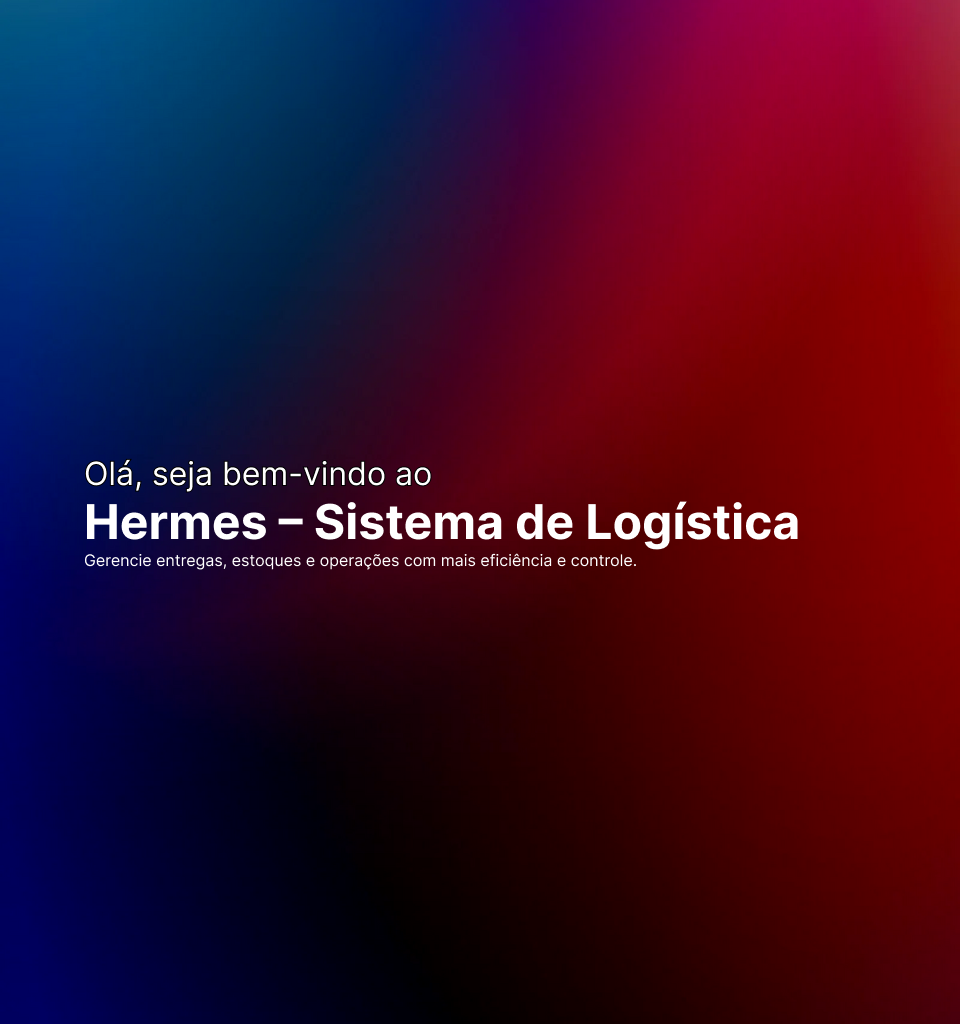 Olá, seja bem-vindo ao
Hermes – Sistema de Logística
Gerencie entregas, estoques e operações com mais eficiência e controle.